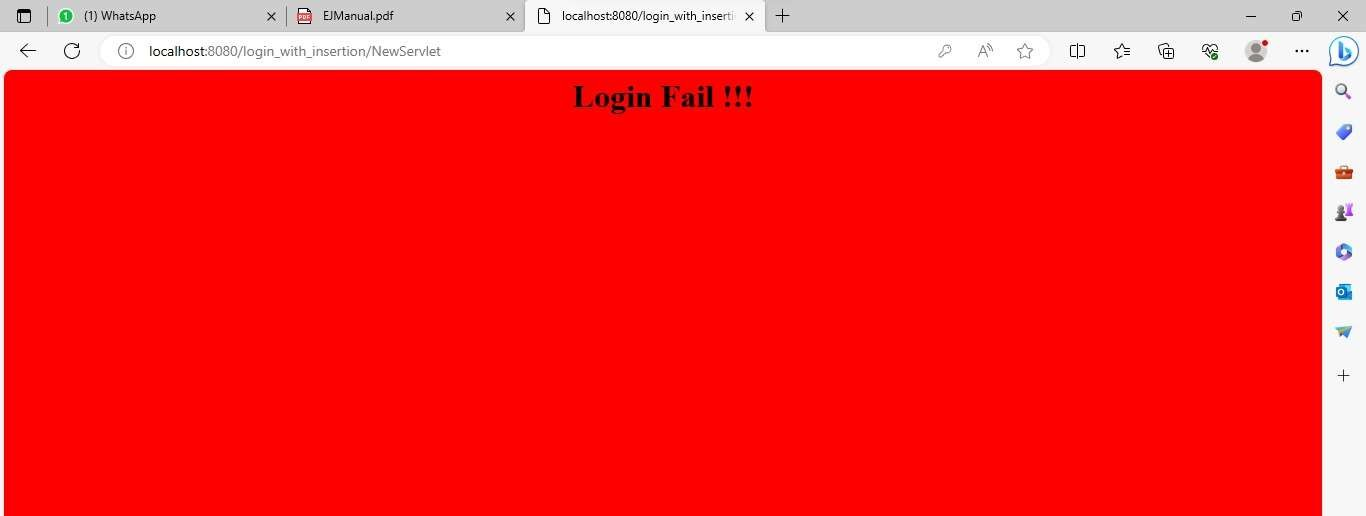 (1) WhatsApp
EJManual.pdf
localhost:8080/login_with_inserti
localhost:8080/login_with_insertion/NewServlet
Login Fail !!!